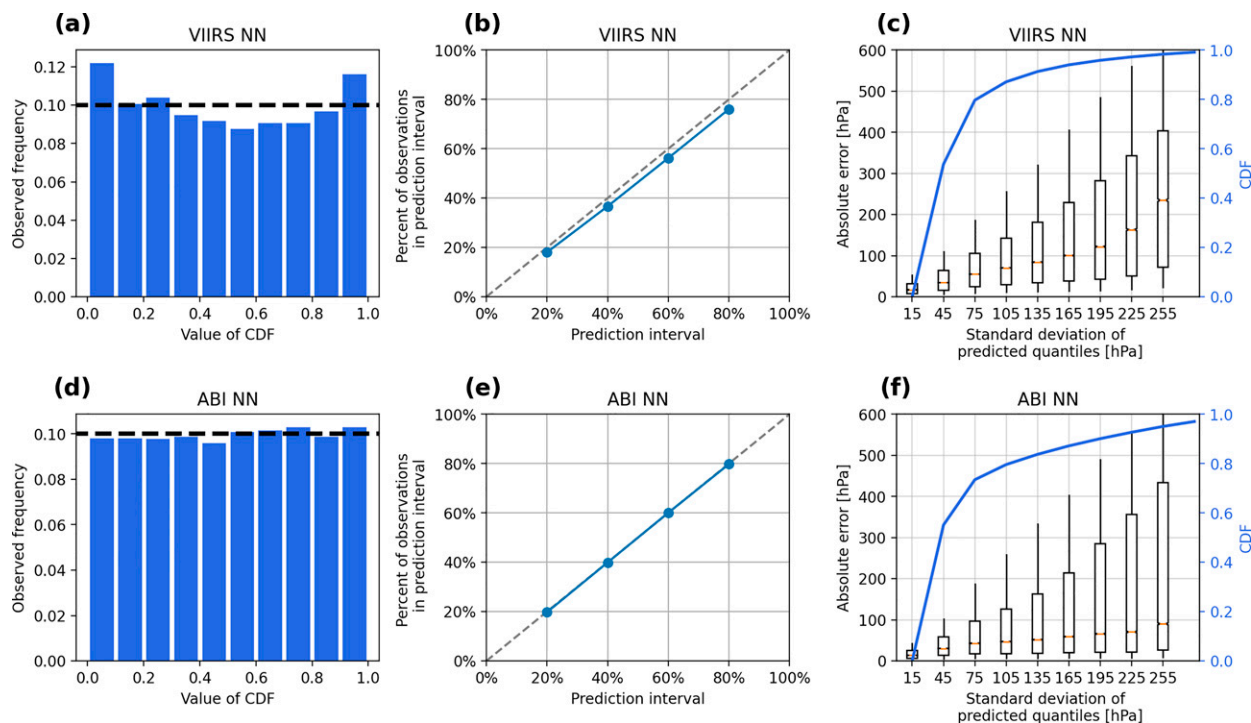 (a)
VIIRS NN
0.12
0.10
0.08
0.06
0.04
0.02
0.00
Observed frequency
0.0 0.2 0.4 0.6 0.8 1.0
Value of CDF
(b)
VIIRS NN
100%
80%
60%
40%
20%
0%
Percent of observations
in prediction interval
0% 20% 40% 60% 80% 100%
Prediction interval
(c)
VIIRS NN
600
500
400
300
200
100
0
Absolute error [hPa]
1.0
0.8
0.6
0.4
0.2
0.0
CDF
15 45 75 105 135 165 195 225 255
Standard deviation of
predicted quantiles [hPa]
(d)
ABI NN
0.10
0.08
0.06
0.04
0.02
0.00
Observed frequency
0.0 0.2 0.4 0.6 0.8 1.0
Value of CDF
(e)
ABI NN
100%
80%
60%
40%
20%
0%
Percent of observations
in prediction interval
0% 20% 40% 60% 80% 100%
Prediction interval
(f)
ABI NN
600
500
400
300
200
100
0
Absolute error [hPa]
1.0
0.8
0.6
0.4
0.2
0.0
CDF
15 45 75 105 135 165 195 225 255
Standard deviation of
predicted quantiles [hPa]